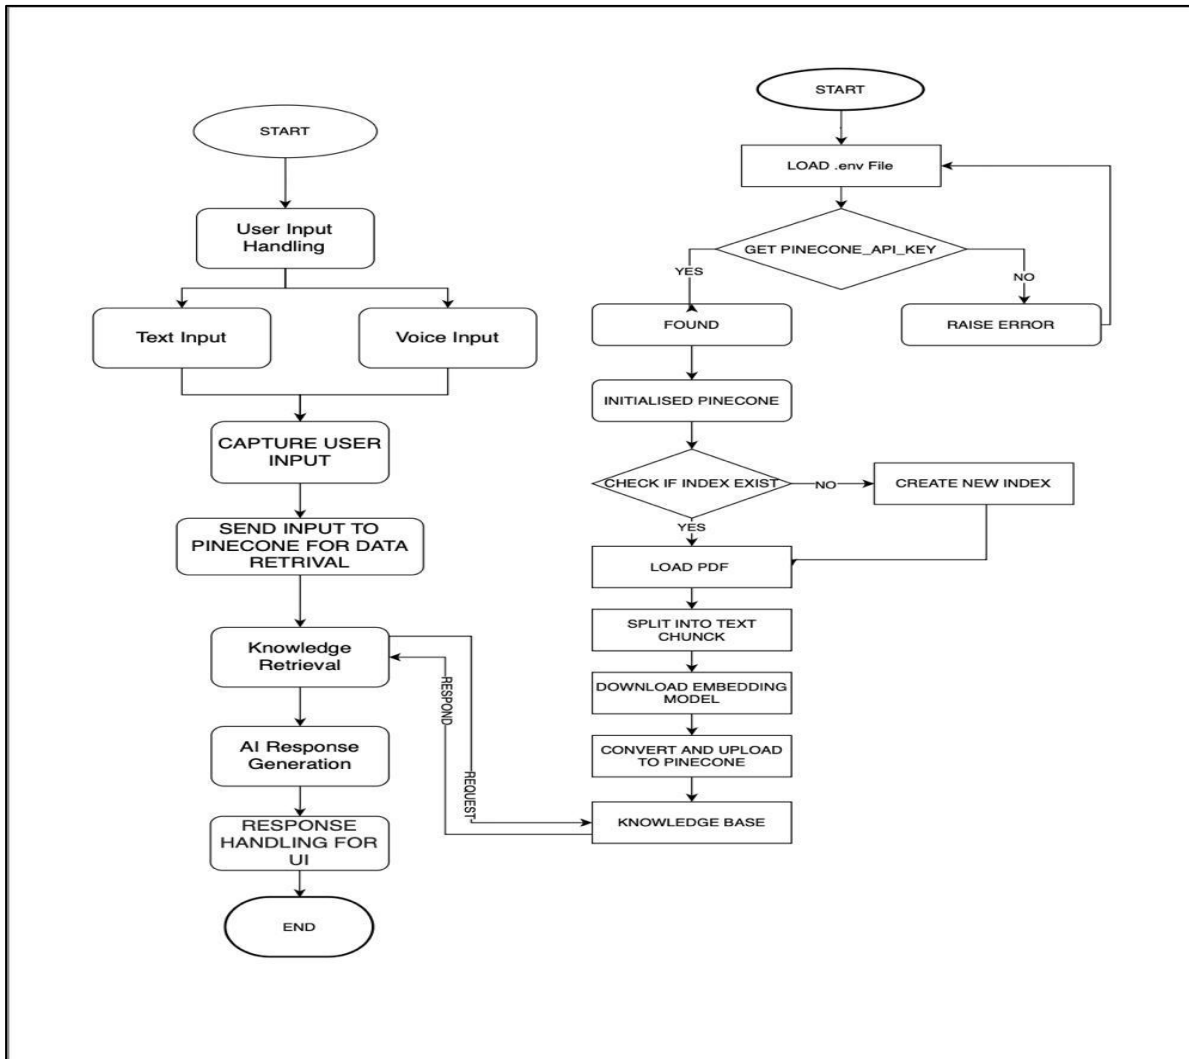 START
User Input
Handling
Text Input
Voice Input
CAPTURE USER
INPUT
SEND INPUT TO
PINECONE FOR DATA
RETRIVAL
Knowledge
Retrieval
AI Response
Generation
RESPONSE
HANDLING FOR
UI
END
RESPOND
REQUEST
START
LOAD .env File
GET PINECONE_API_KEY
YES
NO
FOUND
RAISE ERROR
INITIALISED PINECONE
CHECK IF INDEX EXIST
NO
CREATE NEW INDEX
YES
LOAD PDF
SPLIT INTO TEXT
CHUNCK
DOWNLOAD EMBEDDING
MODEL
CONVERT AND UPLOAD
TO PINECONE
KNOWLEDGE BASE